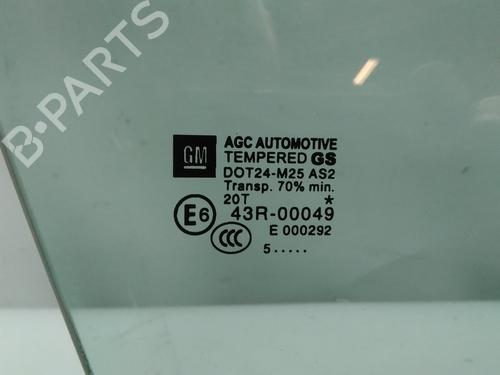 B-PARTS
GM
AGC AUTOMOTIVE
TEMPERED GS
DOT24-M25 AS2
Transp. 70% min.
20T *
E6 43R-00049
CCC E 000292
5.....